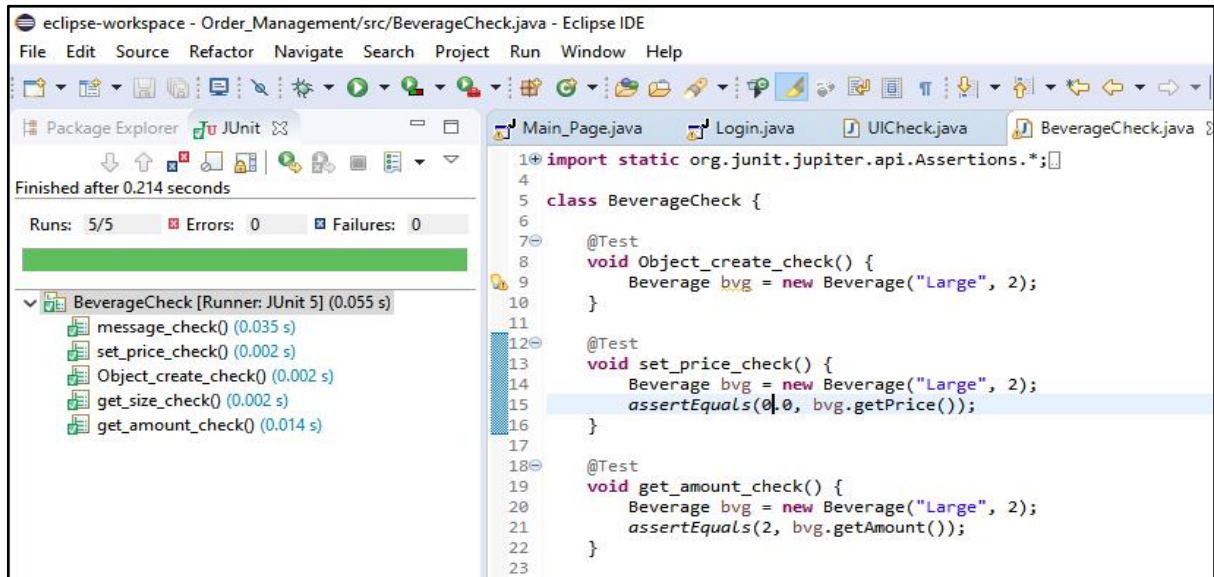 eclipse-workspace - Order_Management/src/BeverageCheck.java - Eclipse IDE
File Edit Source Refactor Navigate Search Project Run Window Help
Package Explorer JUnit
Finished after 0.214 seconds
Runs: 5/5 Errors: 0 Failures: 0
BeverageCheck [Runner: JUnit 5] (0.055 s)
message_check() (0.035 s)
set_price_check() (0.002 s)
Object_create_check() (0.002 s)
get_size_check() (0.002 s)
get_amount_check() (0.014 s)
Main_Page.java Login.java UICheck.java BeverageCheck.java
1 import static org.junit.jupiter.api.Assertions.*;
4
5 class BeverageCheck {
6
7 @Test
8 void Object_create_check() {
9 Beverage bvg = new Beverage("Large", 2);
10 }
11
12 @Test
13 void set_price_check() {
14 Beverage bvg = new Beverage("Large", 2);
15 assertEquals(0.0, bvg.getPrice());
16 }
17
18 @Test
19 void get_amount_check() {
20 Beverage bvg = new Beverage("Large", 2);
21 assertEquals(2, bvg.getAmount());
22 }
23